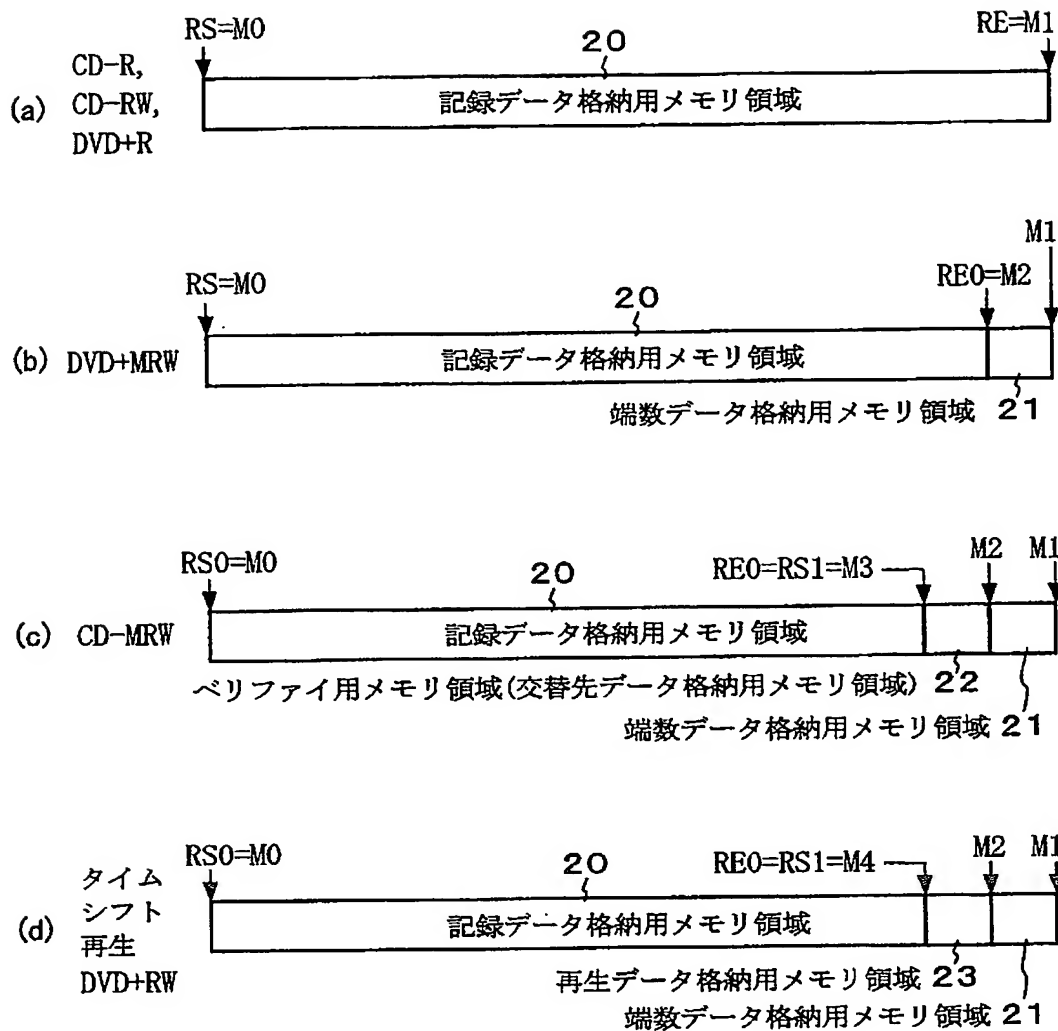 RS=M0
20
RE=M1
(a)
CD-R,
CD-RW,
DVD+R
記録データ格納用メモリ領域
M1
RS=M0
20
RE0=M2
(b) DVD+MRW
記録データ格納用メモリ領域
端数データ格納用メモリ領域 21
RS0=M0
20
RE0=RS1=M3
M2
M1
(c) CD-MRW
記録データ格納用メモリ領域
ベリファイ用メモリ領域(交替先データ格納用メモリ領域) 22
端数データ格納用メモリ領域 21
RS0=M0
20
RE0=RS1=M4
M2
M1
(d)
タイム
シフト
再生
DVD+RW
記録データ格納用メモリ領域
再生データ格納用メモリ領域 23
端数データ格納用メモリ領域 21